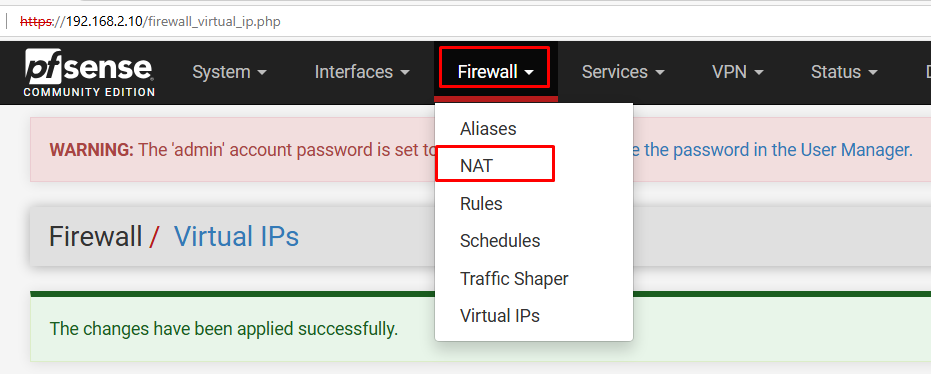 https://192.168.2.10/firewall_virtual_ip.php
pfsense
COMMUNITY EDITION
System Interfaces Firewall Services VPN Status D
WARNING: The 'admin' account password is set to e the password in the User Manager.
Aliases
NAT
Rules
Schedules
Traffic Shaper
Virtual IPs
Firewall / Virtual IPs
The changes have been applied successfully.